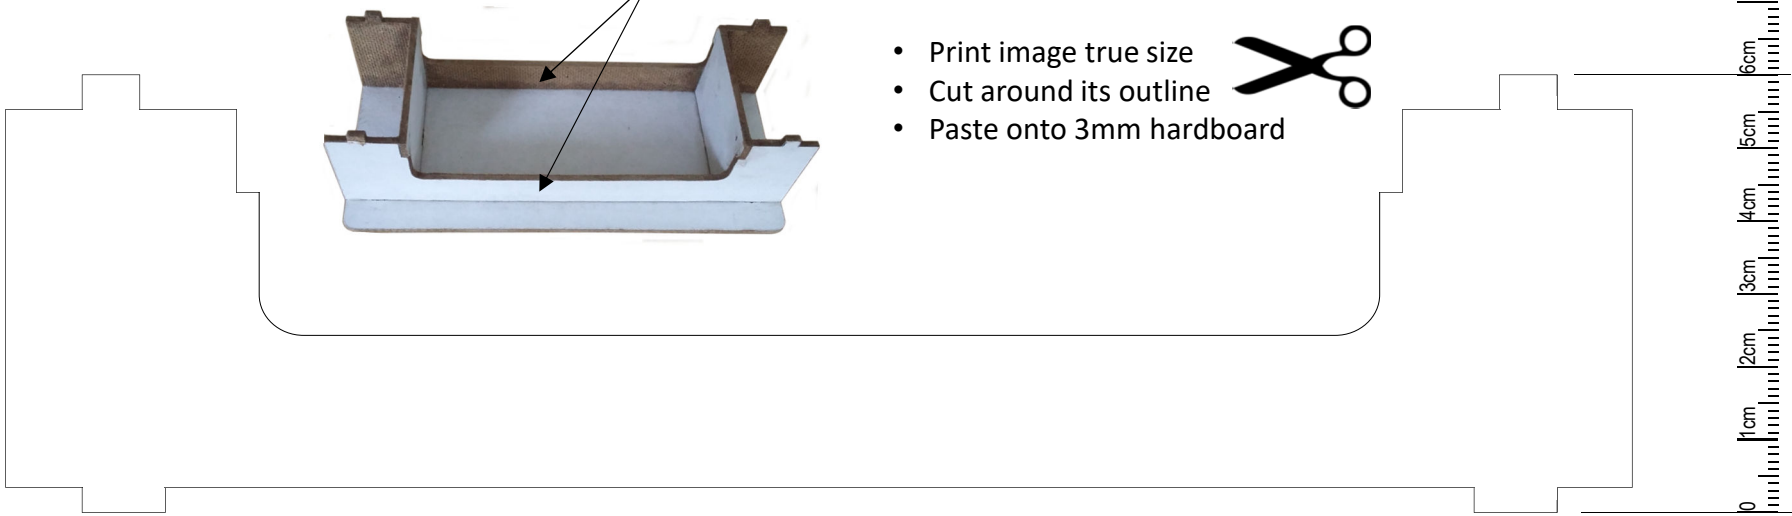 • Print image true size
• Cut around its outline
• Paste onto 3mm hardboard
6cm
5cm
4cm
3cm
2cm
1cm
0